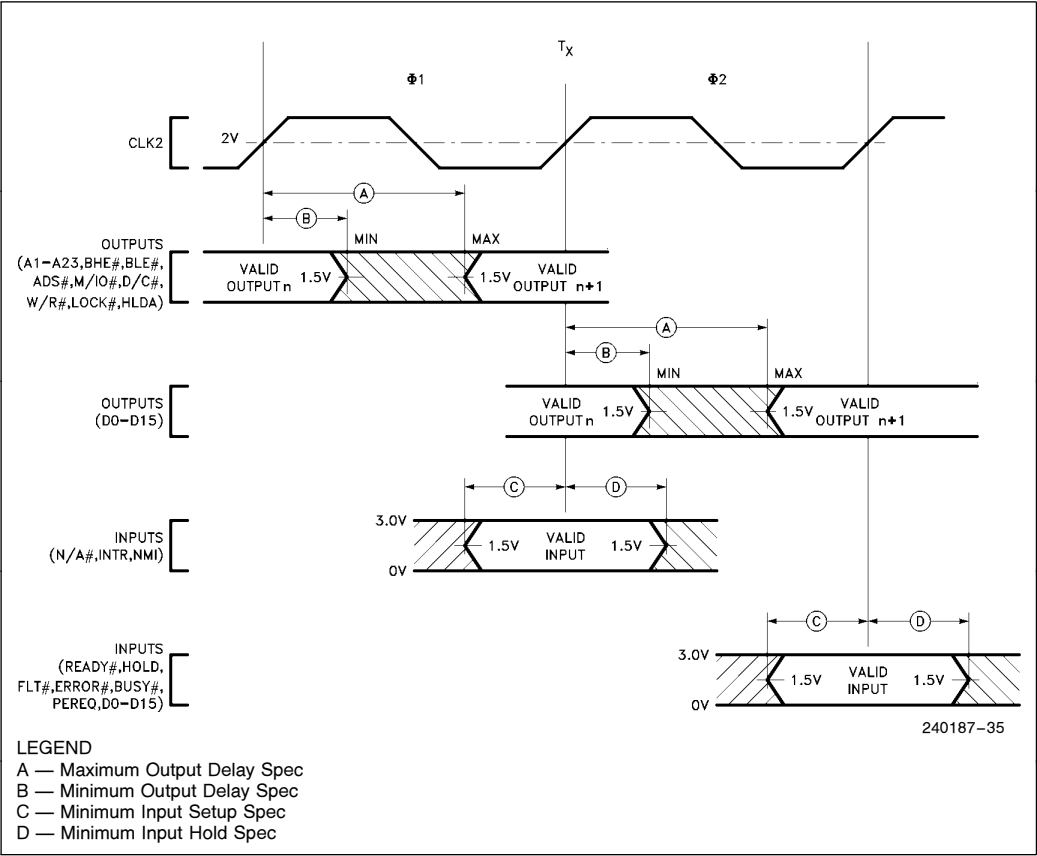 TX
Φ1
Φ2
CLK2
2V
A
B
MIN
MAX
OUTPUTS
(A1–A23,BHE#,BLE#,
ADS#,M/IO#,D/C#,
W/R#,LOCK#,HLDA)
VALID
OUTPUT n
1.5V
1.5V
VALID
OUTPUT n+1
A
B
MIN
MAX
OUTPUTS
(D0–D15)
VALID
OUTPUT n
1.5V
1.5V
VALID
OUTPUT n+1
C
D
INPUTS
(N/A#,INTR,NMI)
3.0V
0V
1.5V
VALID
INPUT
1.5V
C
D
INPUTS
(READY#,HOLD,
FLT#,ERROR#,BUSY#,
PEREQ,D0–D15)
3.0V
0V
1.5V
VALID
INPUT
1.5V
240187–35
LEGEND
A — Maximum Output Delay Spec
B — Minimum Output Delay Spec
C — Minimum Input Setup Spec
D — Minimum Input Hold Spec